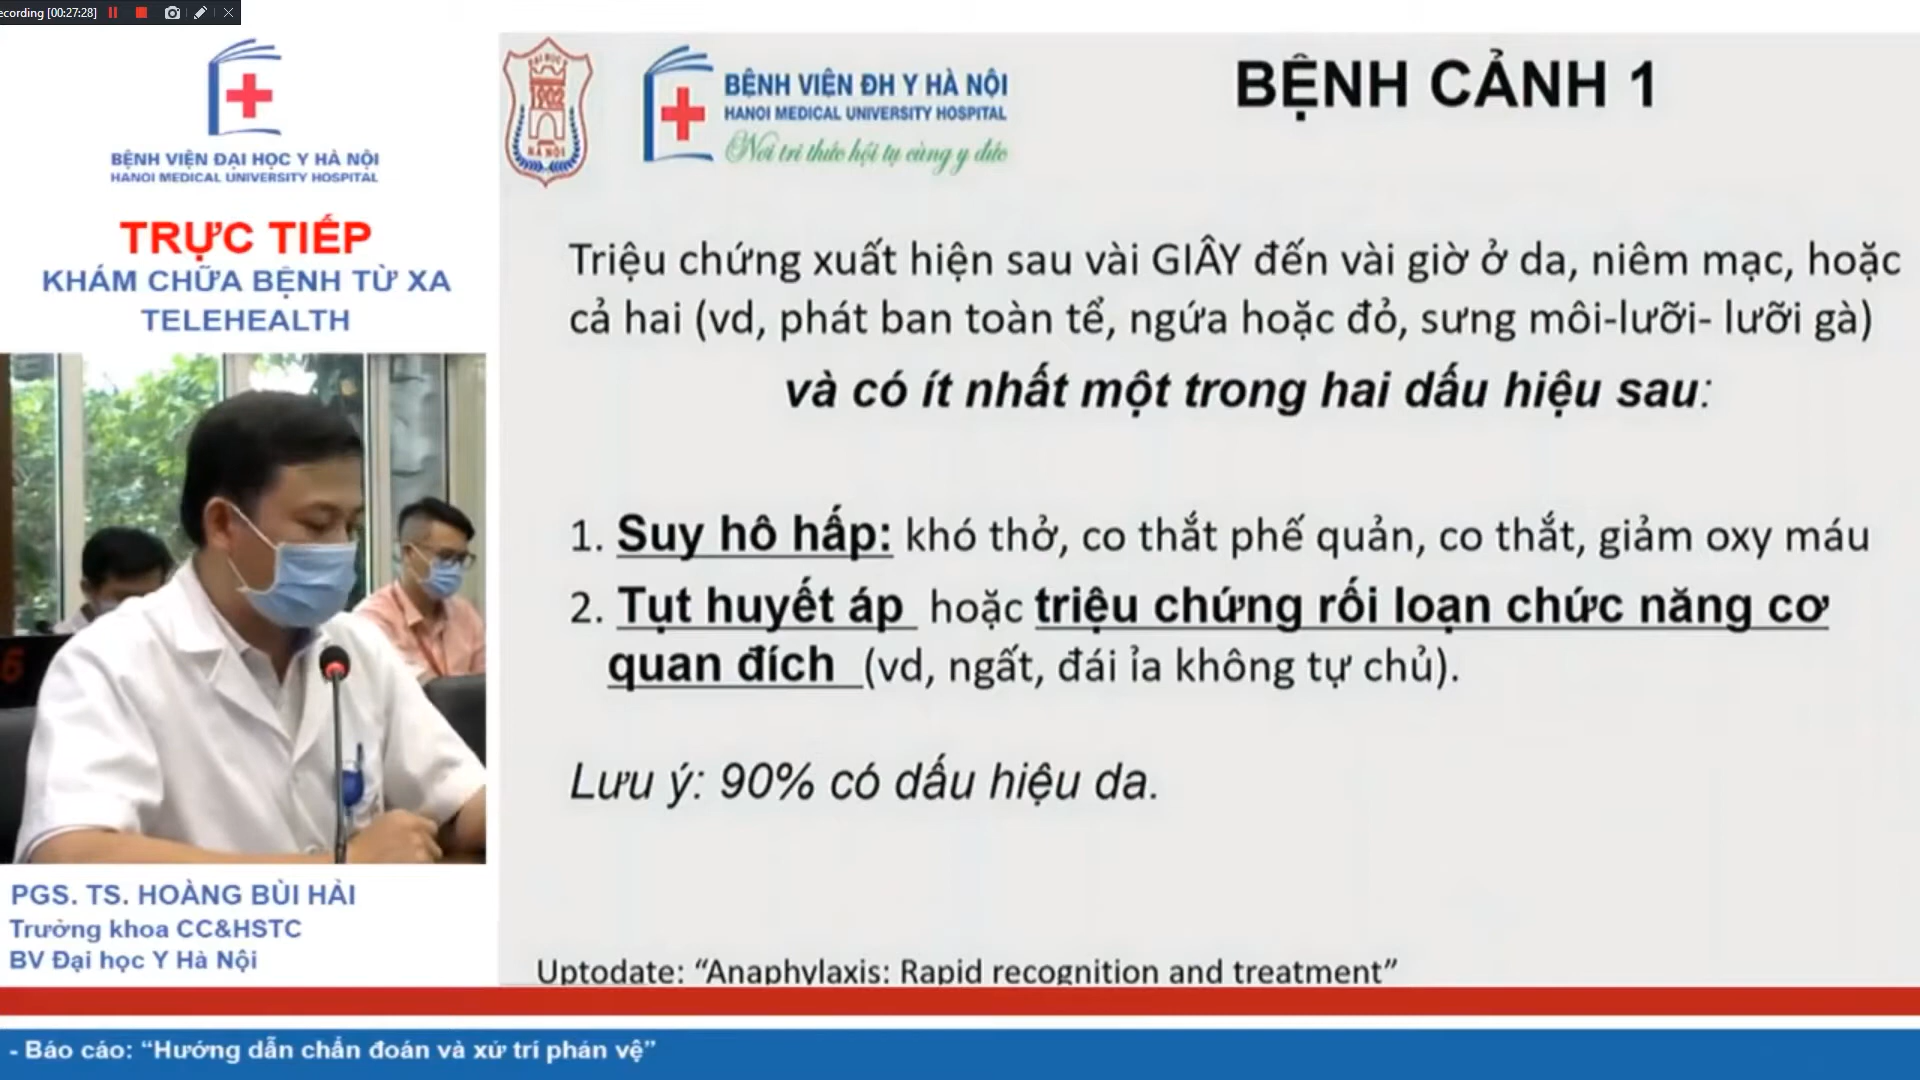 ecording [00:27:28]
BỆNH VIỆN ĐẠI HỌC Y HÀ NỘI
HANOI MEDICAL UNIVERSITY HOSPITAL
TRỰC TIẾP
KHÁM CHỮA BỆNH TỪ XA
TELEHEALTH
6
PGS. TS. HOÀNG BÙI HẢI
Trưởng khoa CC&HSTC
BV Đại học Y Hà Nội
ĐẠI HỌC Y
1902
HÀ NỘI
BỆNH VIỆN ĐH Y HÀ NỘI
HANOI MEDICAL UNIVERSITY HOSPITAL
Nơi tri thức hội tụ cùng y đức
BỆNH CẢNH 1
Triệu chứng xuất hiện sau vài GIÂY đến vài giờ ở da, niêm mạc, hoặc
cả hai (vd, phát ban toàn tể, ngứa hoặc đỏ, sưng môi-lưỡi- lưỡi gà)
và có ít nhất một trong hai dấu hiệu sau:
1. Suy hô hấp: khó thở, co thắt phế quản, co thắt, giảm oxy máu
2. Tụt huyết áp hoặc triệu chứng rối loạn chức năng cơ
quan đích (vd, ngất, đái ỉa không tự chủ).
Lưu ý: 90% có dấu hiệu da.
Uptodate: “Anaphylaxis: Rapid recognition and treatment”
- Báo cáo: “Hướng dẫn chẩn đoán và xử trí phản vệ”